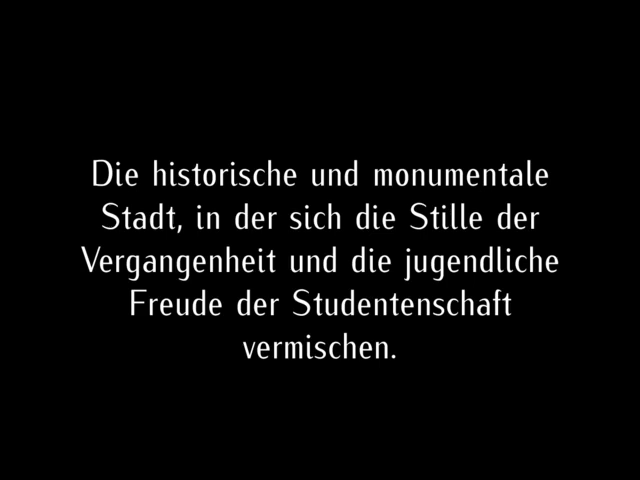 Die historische und monumentale
Stadt, in der sich die Stille der
Vergangenheit und die jugendliche
Freude der Studentenschaft
vermischen.